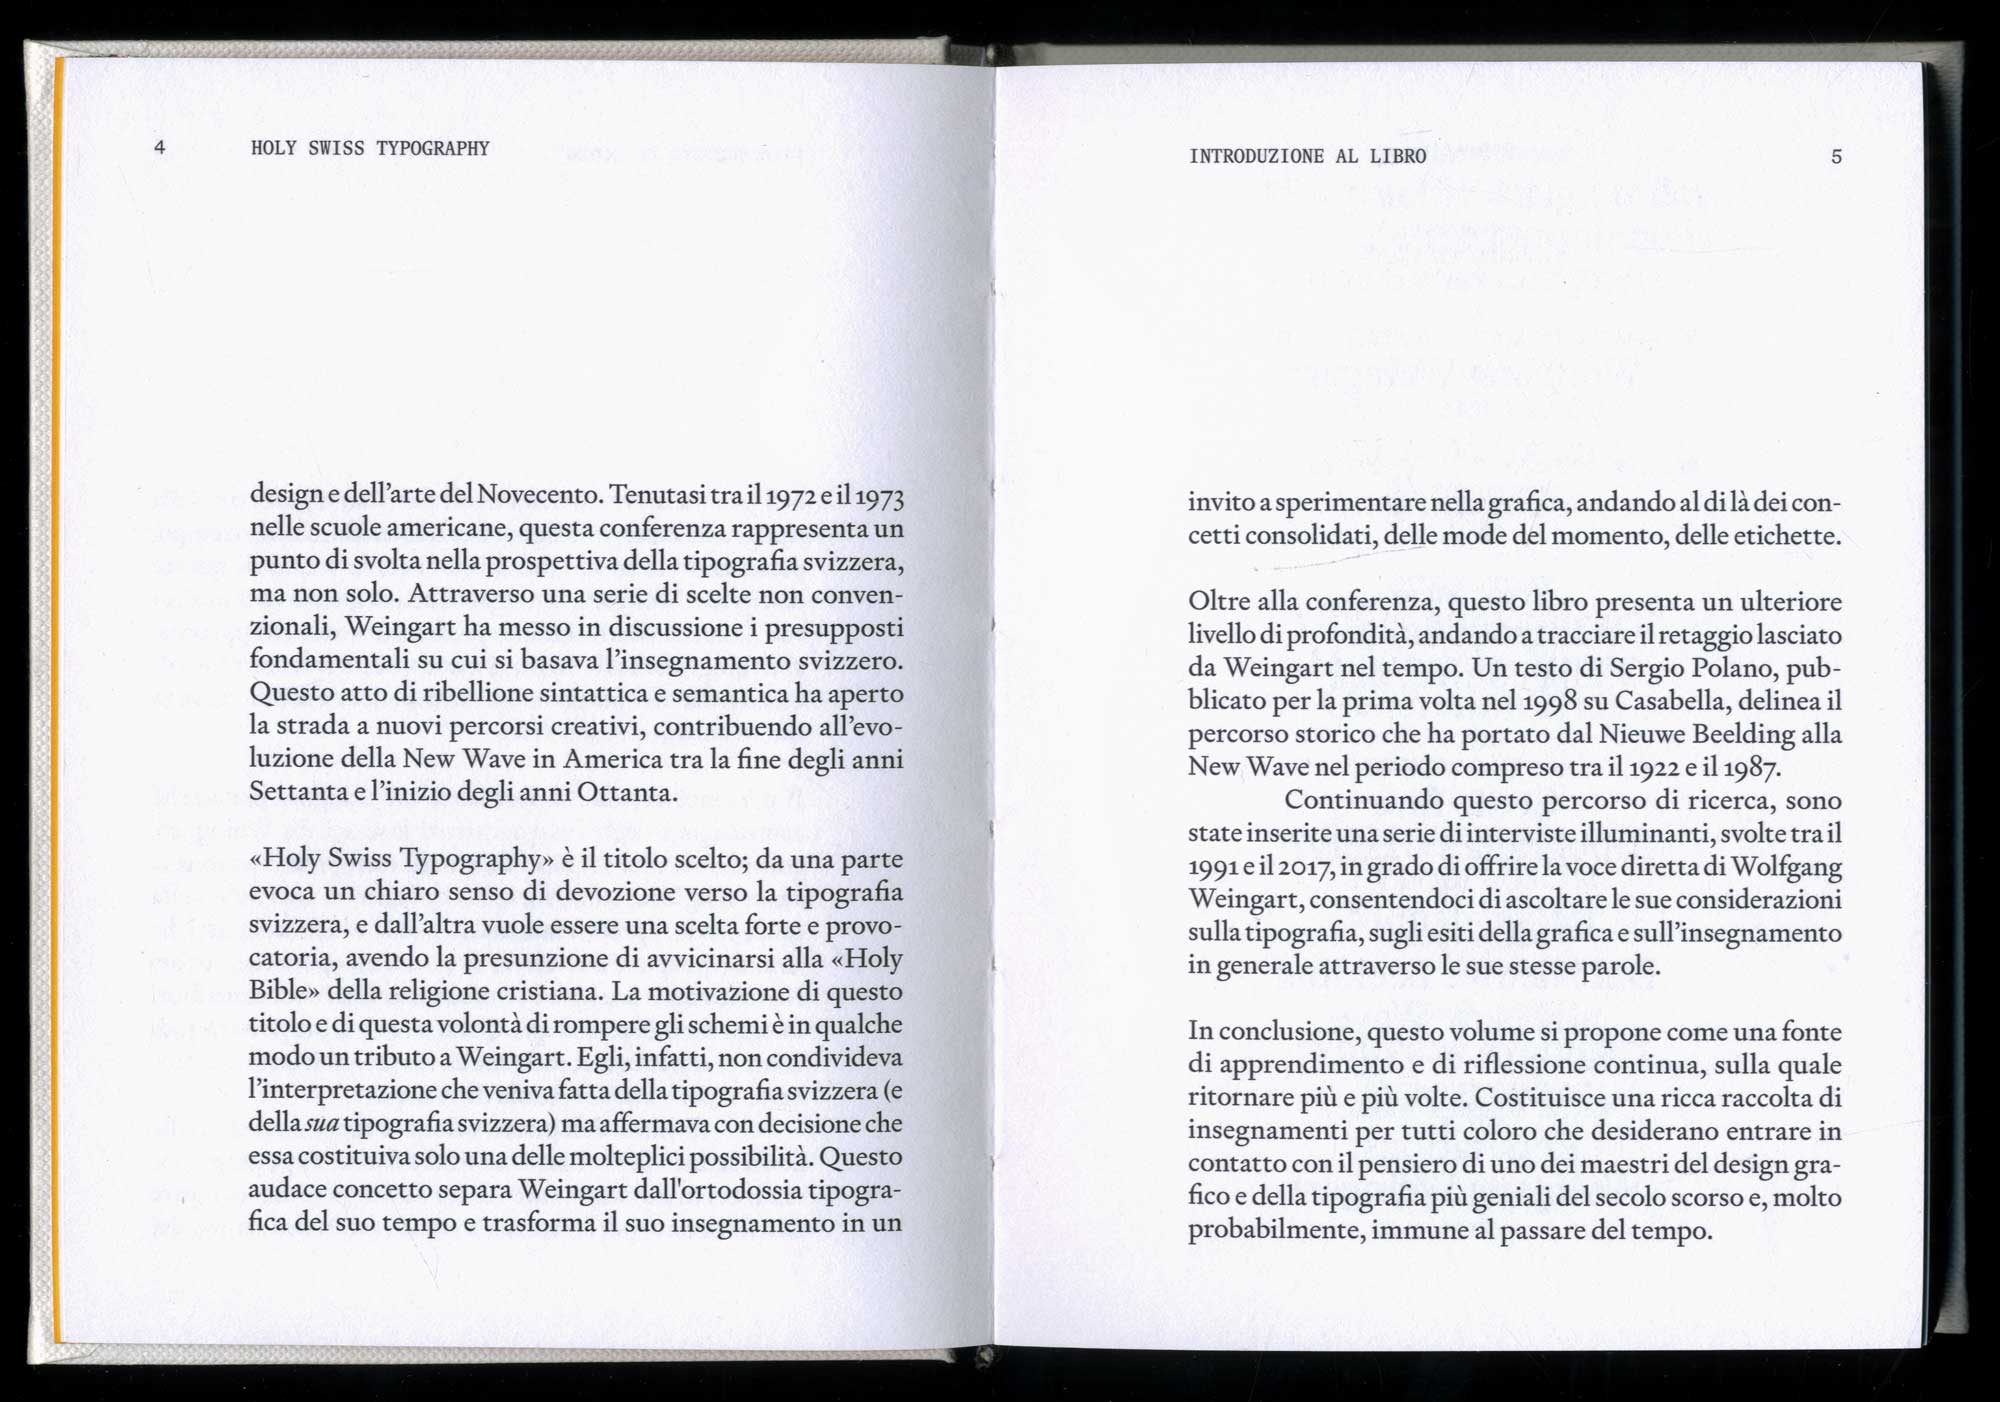 4 HOLY SWISS TYPOGRAPHY
design e dell’arte del Novecento. Tenutasi tra il 1972 e il 1973
nelle scuole americane, questa conferenza rappresenta un
punto di svolta nella prospettiva della tipografia svizzera,
ma non solo. Attraverso una serie di scelte non conven-
zionali, Weingart ha messo in discussione i presupposti
fondamentali su cui si basava l’insegnamento svizzero.
Questo atto di ribellione sintattica e semantica ha aperto
la strada a nuovi percorsi creativi, contribuendo all’evo-
luzione della New Wave in America tra la fine degli anni
Settanta e l’inizio degli anni Ottanta.
«Holy Swiss Typography» è il titolo scelto; da una parte
evoca un chiaro senso di devozione verso la tipografia
svizzera, e dall’altra vuole essere una scelta forte e provo-
catoria, avendo la presunzione di avvicinarsi alla «Holy
Bible» della religione cristiana. La motivazione di questo
titolo e di questa volontà di rompere gli schemi è in qualche
modo un tributo a Weingart. Egli, infatti, non condivideva
l’interpretazione che veniva fatta della tipografia svizzera (e
della sua tipografia svizzera) ma affermava con decisione che
essa costituiva solo una delle molteplici possibilità. Questo
audace concetto separa Weingart dall'ortodossia tipogra-
fica del suo tempo e trasforma il suo insegnamento in un
INTRODUZIONE AL LIBRO 5
invito a sperimentare nella grafica, andando al di là dei con-
cetti consolidati, delle mode del momento, delle etichette.
Oltre alla conferenza, questo libro presenta un ulteriore
livello di profondità, andando a tracciare il retaggio lasciato
da Weingart nel tempo. Un testo di Sergio Polano, pub-
blicato per la prima volta nel 1998 su Casabella, delinea il
percorso storico che ha portato dal Nieuwe Beelding alla
New Wave nel periodo compreso tra il 1922 e il 1987.
Continuando questo percorso di ricerca, sono
state inserite una serie di interviste illuminanti, svolte tra il
1991 e il 2017, in grado di offrire la voce diretta di Wolfgang
Weingart, consentendoci di ascoltare le sue considerazioni
sulla tipografia, sugli esiti della grafica e sull’insegnamento
in generale attraverso le sue stesse parole.
In conclusione, questo volume si propone come una fonte
di apprendimento e di riflessione continua, sulla quale
ritornare più e più volte. Costituisce una ricca raccolta di
insegnamenti per tutti coloro che desiderano entrare in
contatto con il pensiero di uno dei maestri del design gra-
fico e della tipografia più geniali del secolo scorso e, molto
probabilmente, immune al passare del tempo.